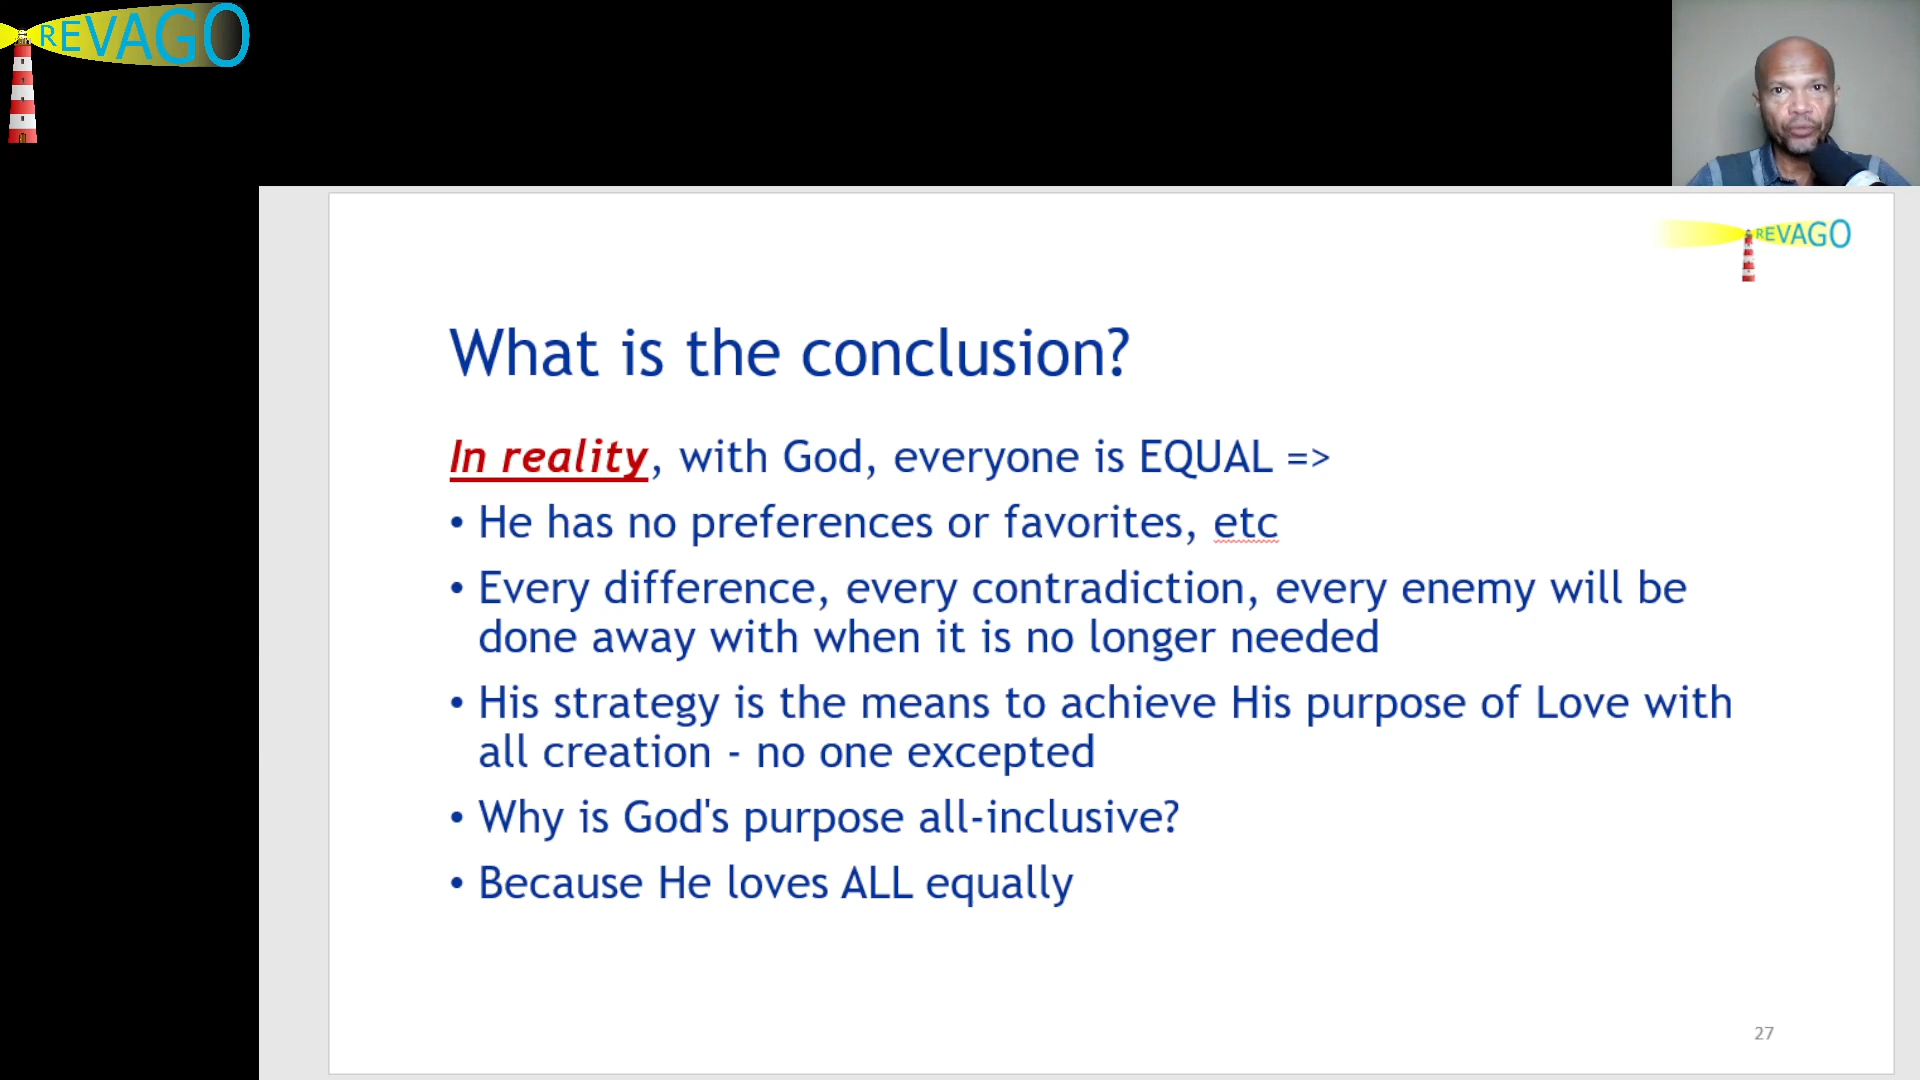 REVAGO
REVAGO
What is the conclusion?
In reality, with God, everyone is EQUAL =>
• He has no preferences or favorites, etc
• Every difference, every contradiction, every enemy will be
done away with when it is no longer needed
• His strategy is the means to achieve His purpose of Love with
all creation - no one excepted
• Why is God's purpose all-inclusive?
• Because He loves ALL equally
27